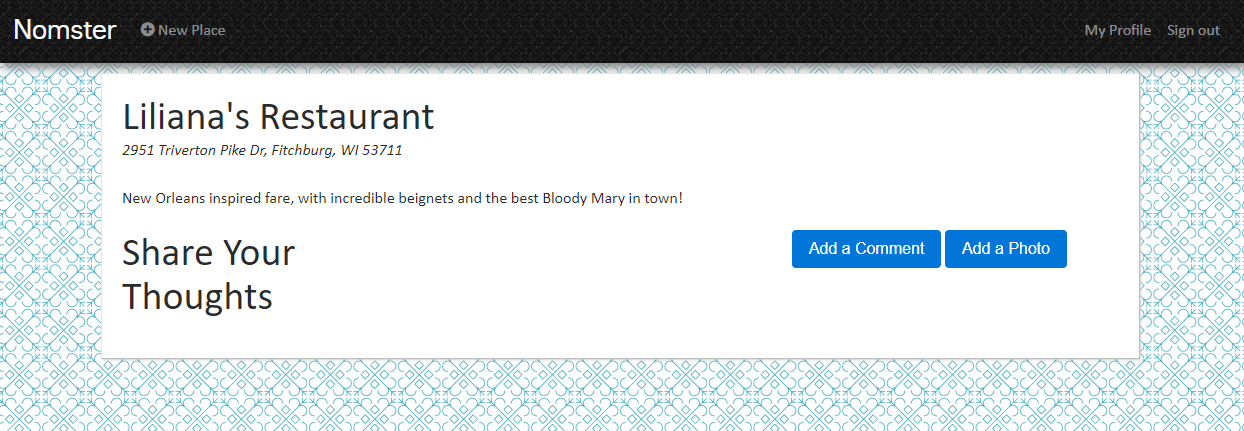 Nomster New Place My Profile Sign out
Liliana's Restaurant
2951 Triverton Pike Dr, Fitchburg, WI 53711
New Orleans inspired fare, with incredible beignets and the best Bloody Mary in town!
Share Your Add a Comment Add a Photo
Thoughts